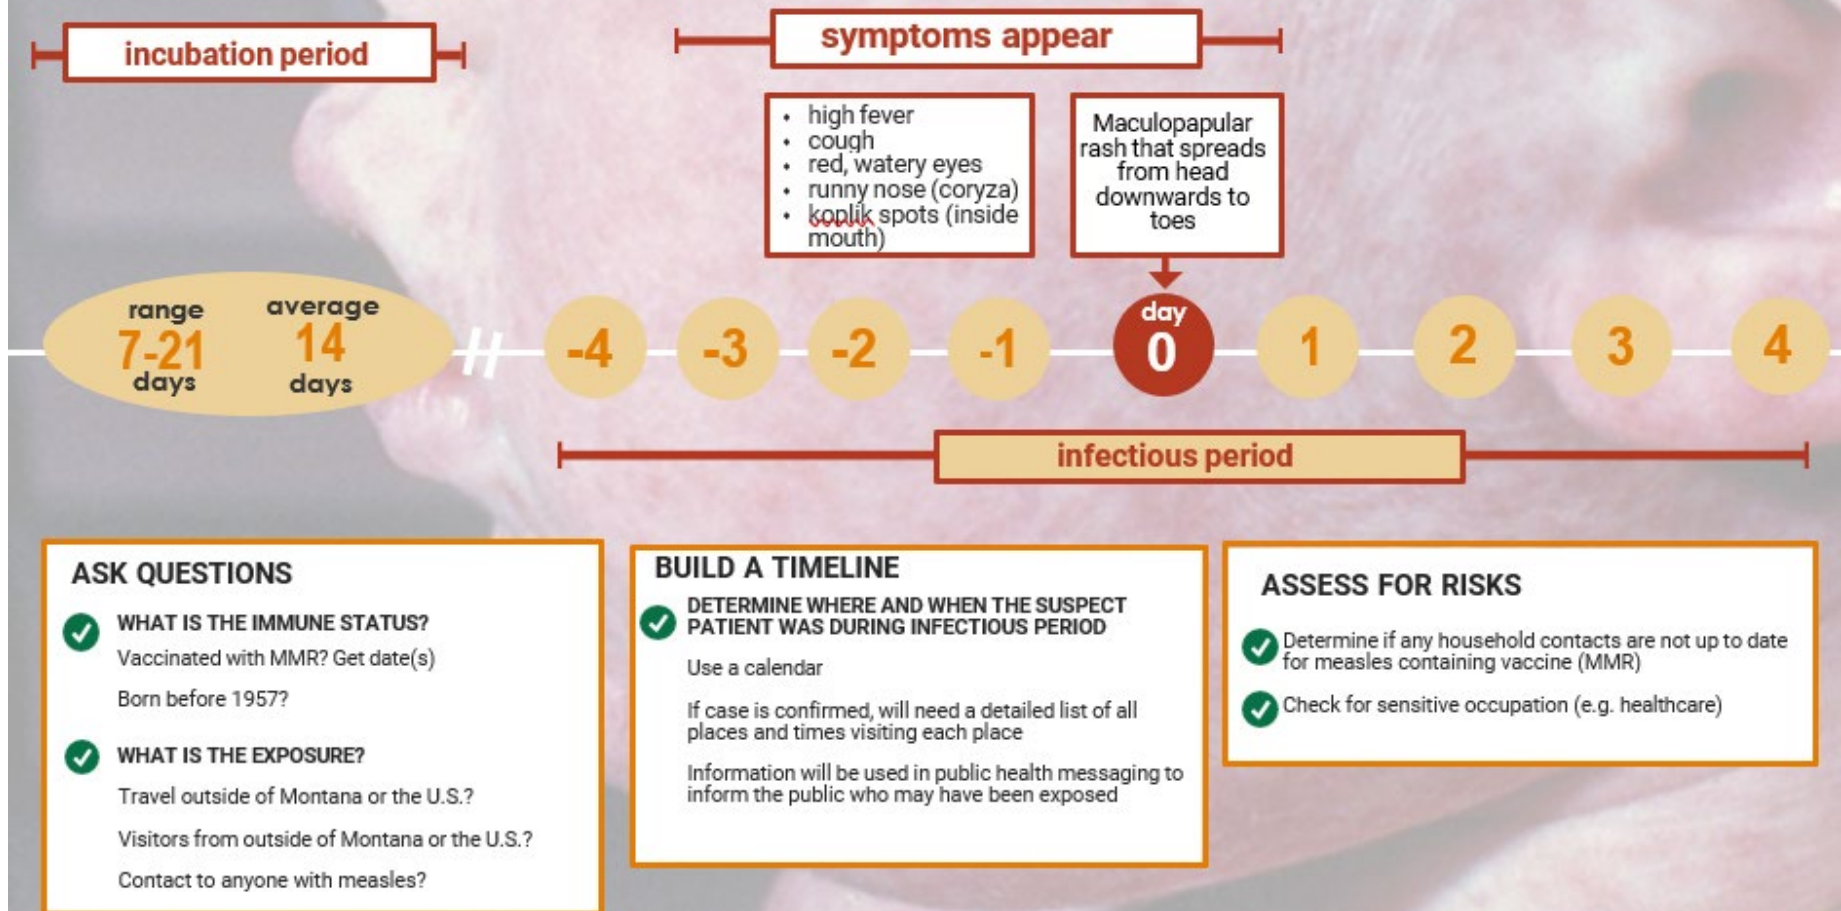 incubation period
symptoms appear
• high fever
• cough
• red, watery eyes
• runny nose (coryza)
• koplik spots (inside
mouth)
Maculopapular
rash that spreads
from head
downwards to
toes
range
7-21
days
average
14
days
//
-4
-3
-2
-1
day
0
1
2
3
4
infectious period
ASK QUESTIONS
WHAT IS THE IMMUNE STATUS?
Vaccinated with MMR? Get date(s)
Born before 1957?
WHAT IS THE EXPOSURE?
Travel outside of Montana or the U.S.?
Visitors from outside of Montana or the U.S.?
Contact to anyone with measles?
BUILD A TIMELINE
DETERMINE WHERE AND WHEN THE SUSPECT
PATIENT WAS DURING INFECTIOUS PERIOD
Use a calendar
If case is confirmed, will need a detailed list of all
places and times visiting each place
Information will be used in public health messaging to
inform the public who may have been exposed
ASSESS FOR RISKS
Determine if any household contacts are not up to date
for measles containing vaccine (MMR)
Check for sensitive occupation (e.g. healthcare)